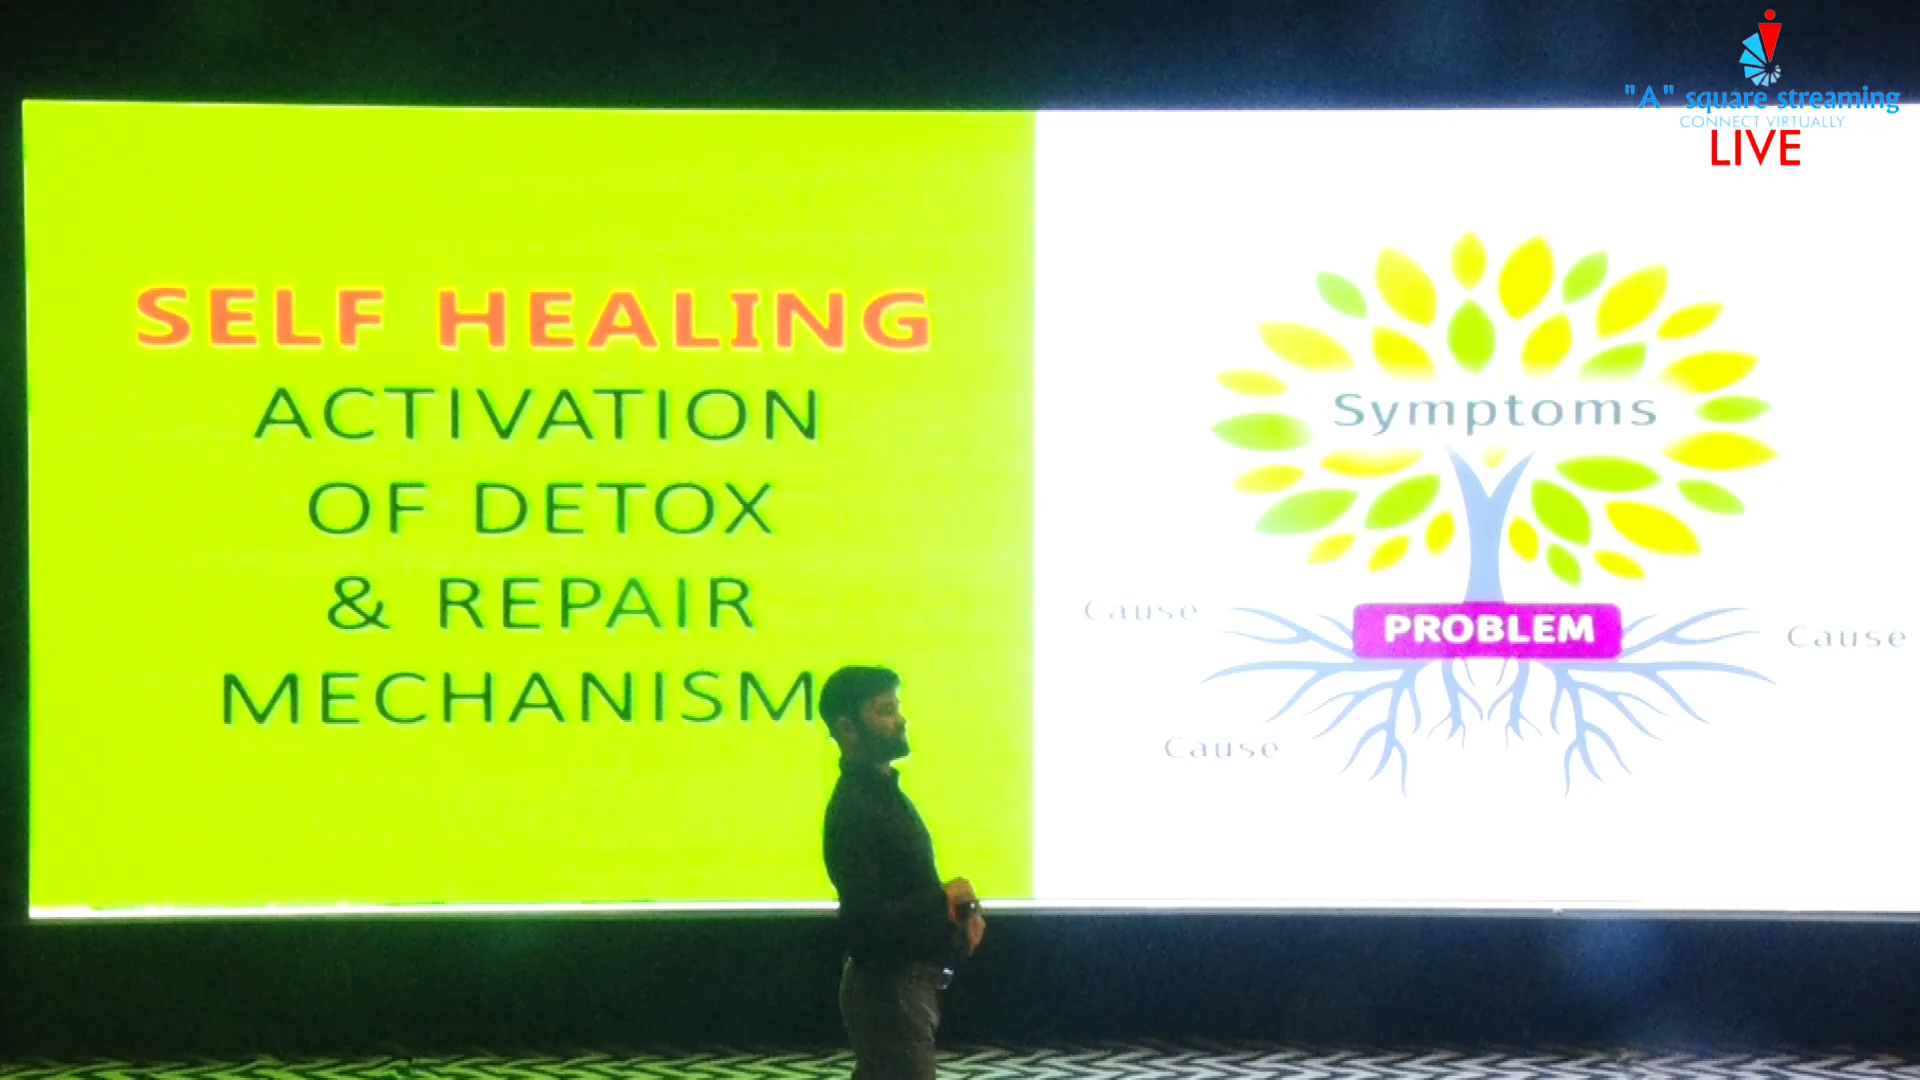 "A" square streaming
CONNECT VIRTUALLY
LIVE
SELF HEALING
ACTIVATION
OF DETOX
& REPAIR
MECHANISM
Symptoms
PROBLEM
Cause
Cause
Cause